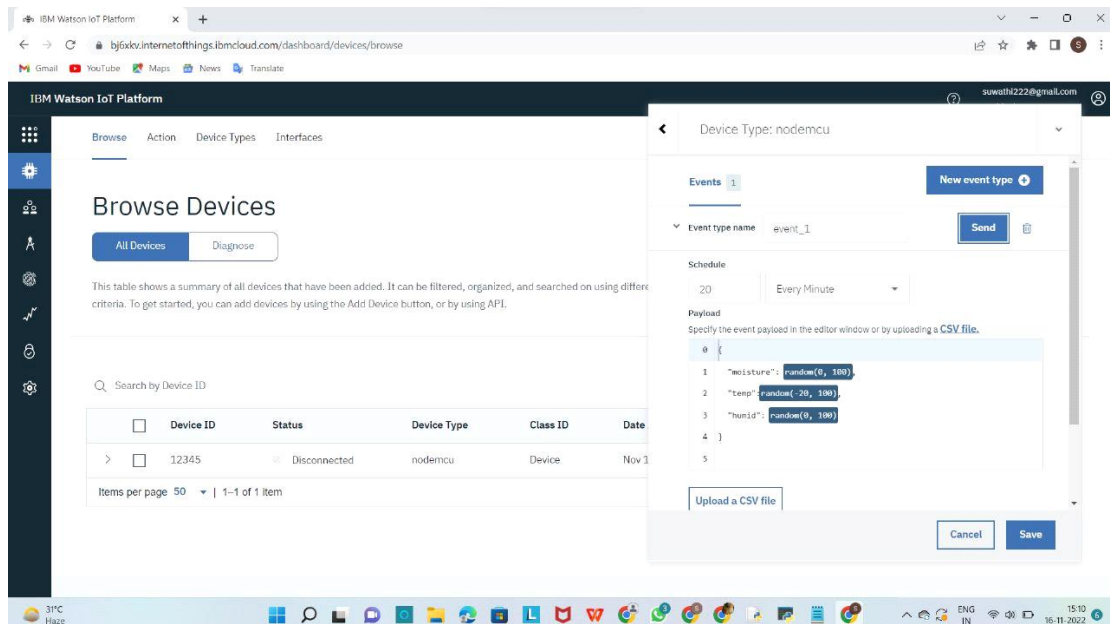 IBM Watson IoT Platform
bj6xkv.internetofthings.ibmcloud.com/dashboard/devices/browse
S
Gmail YouTube Maps News Translate
IBM Watson IoT Platform
suwathi222@gmail.com
Browse Action Device Types Interfaces
Device Type: nodemcu
Events 1
New event type
Browse Devices
Event type name event_1 Send
All Devices Diagnose
Schedule
20 Every Minute
This table shows a summary of all devices that have been added. It can be filtered, organized, and searched on using differe
criteria. To get started, you can add devices by using the Add Device button, or by using API.
Payload
Specify the event payload in the editor window or by uploading a CSV file.
0 {
1 "moisture": random(0, 100),
2 "temp":random(-20, 100),
3 "humid": random(0, 100)
4 }
5
Search by Device ID
Device ID Status Device Type Class ID Date
12345 Disconnected nodemcu Device Nov 1
Items per page 50 | 1–1 of 1 item
Upload a CSV file
Cancel Save
31°C
Haze
ENG
IN
15:10
16-11-2022
6